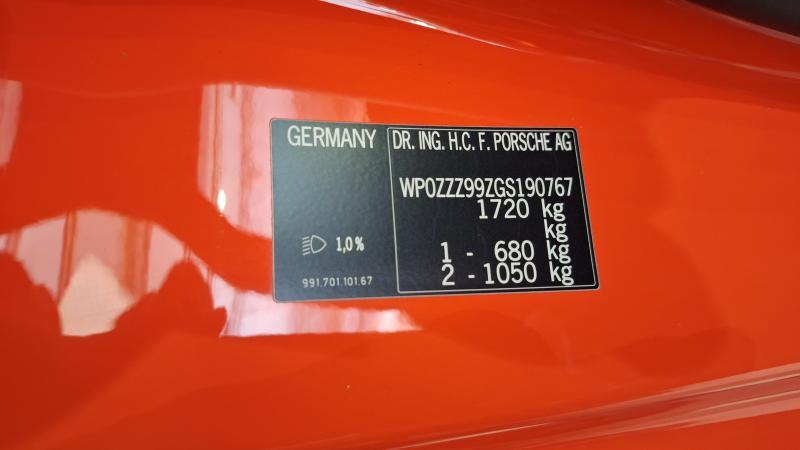 GERMANY
1,0%
991.701.101.67
DR. ING. H.C. F. PORSCHE AG
WP0ZZZ99ZGS190767
1720 kg
kg
1 - 680 kg
2 - 1050 kg